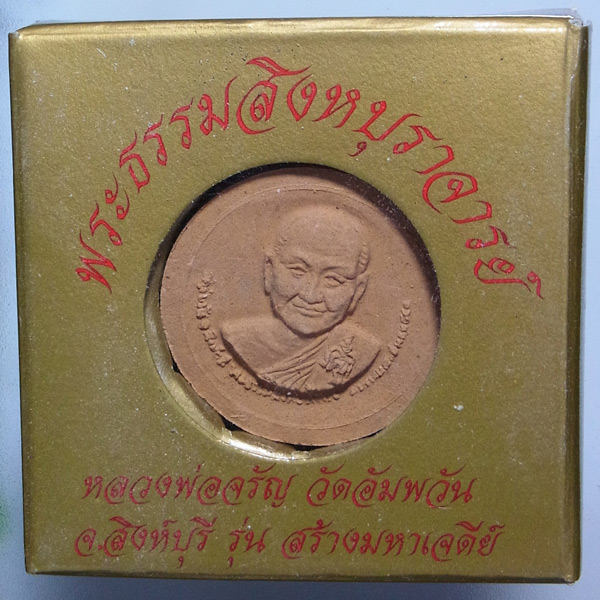 พระธรรมสิงหบุราจารย์
หลวงพ่อจรัญ วัดอัมพวัน
จ.สิงห์บุรี รุ่น สร้างมหาเจดีย์